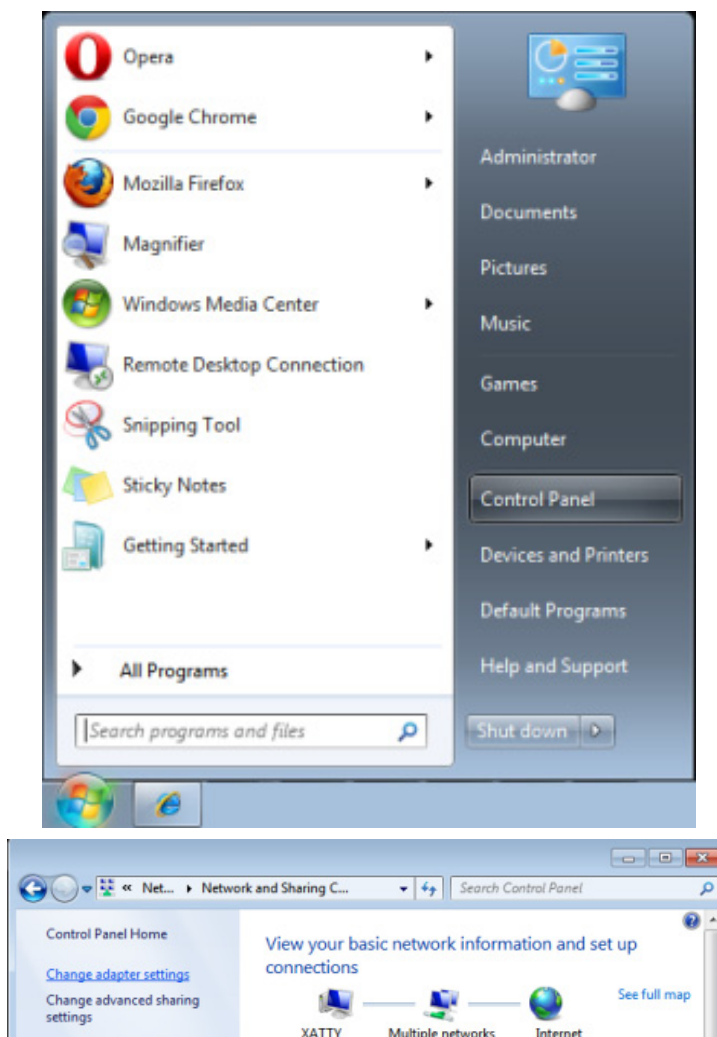 Opera
Google Chrome
Mozilla Firefox
Magnifier
Windows Media Center
Remote Desktop Connection
Snipping Tool
Sticky Notes
Getting Started
All Programs
Search programs and files
Administrator
Documents
Pictures
Music
Games
Computer
Control Panel
Devices and Printers
Default Programs
Help and Support
Shut down
« Net... Network and Sharing C...
Search Control Panel
Control Panel Home
Change adapter settings
Change advanced sharing
settings
View your basic network information and set up
connections
See full map
XATTY Multiple networks Internet